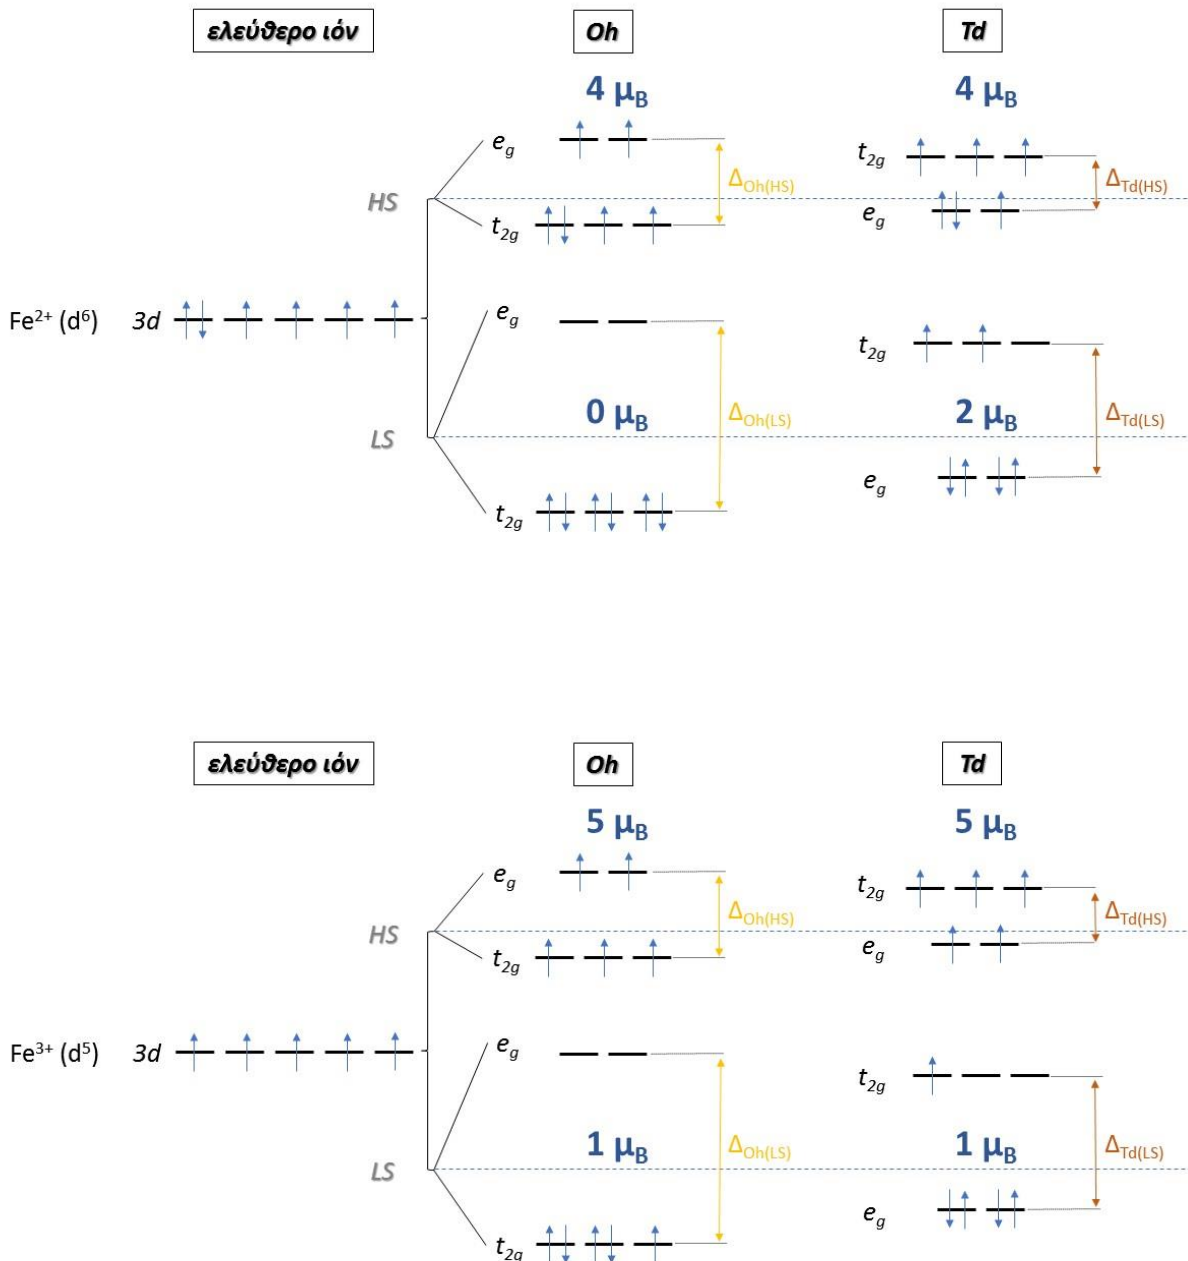 ελεύθερο ιόν Oh Td
4 μB 4 μB
eg t2g
ΔOh(HS) ΔTd(HS)
HS eg
t2g
Fe2+ (d6) 3d eg t2g
0 μB ΔOh(LS) 2 μB ΔTd(LS)
LS
t2g eg
ελεύθερο ιόν Oh Td
5 μB 5 μB
eg t2g
ΔOh(HS) ΔTd(HS)
HS eg
t2g
Fe3+ (d5) 3d eg t2g
1 μB ΔOh(LS) 1 μB ΔTd(LS)
LS
t2g eg